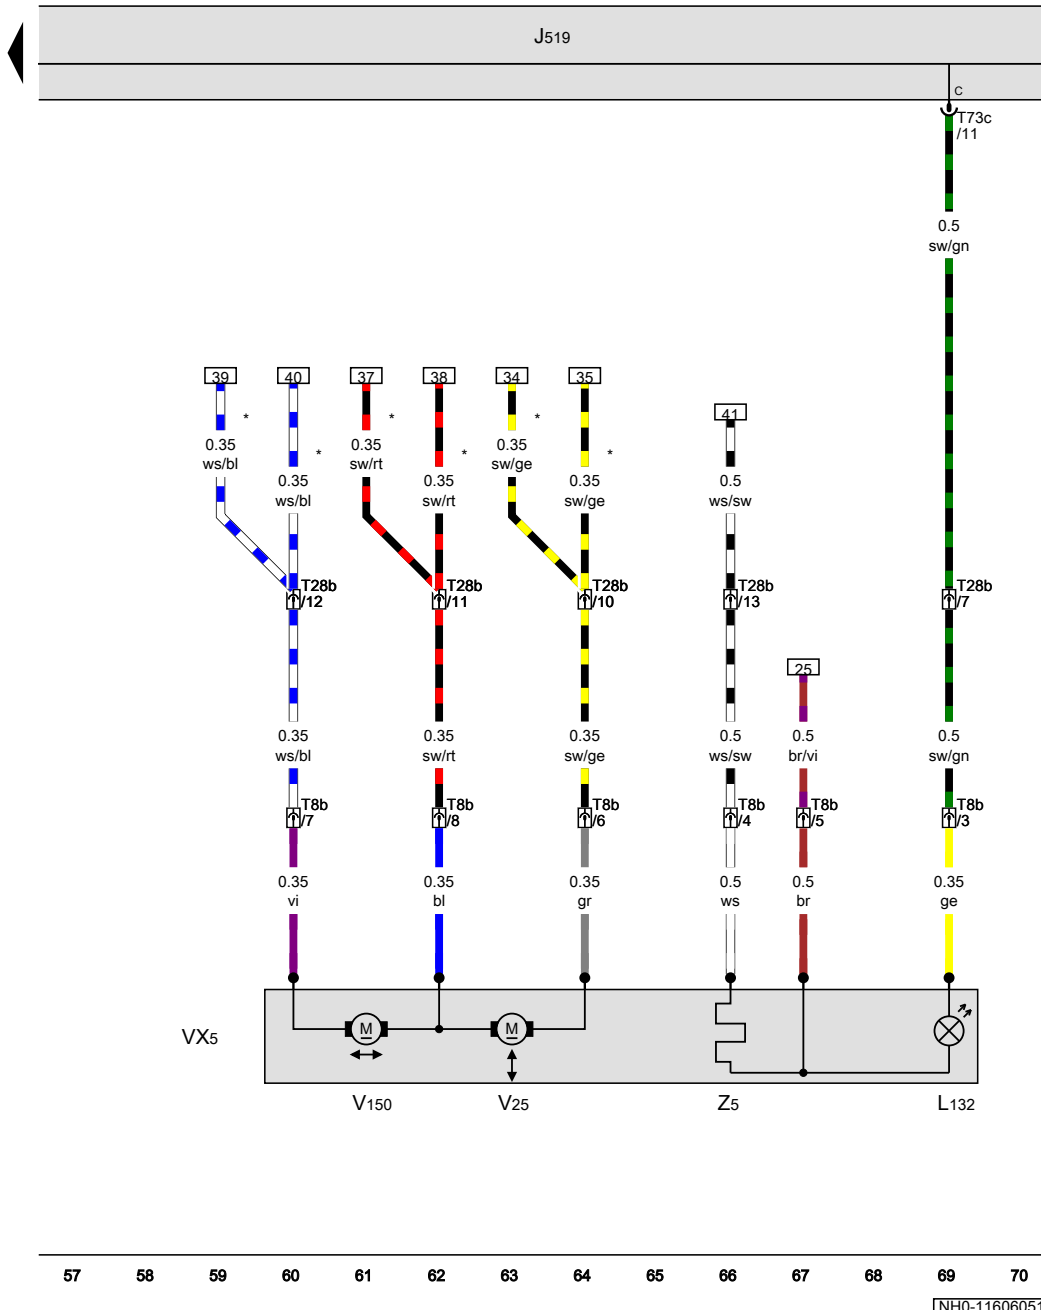 J519
C
T73c
/11
0.5
sw/gn
39 40 37 38 34 35
41
* * *
0.35 0.35 0.35
ws/bl sw/rt sw/ge
* * *
0.35 0.35 0.35 0.5
ws/bl sw/rt sw/ge ws/sw
T28b T28b T28b T28b T28b
/12 /11 /10 /13 /7
25
0.35 0.35 0.35 0.5 0.5 0.5
ws/bl sw/rt sw/ge ws/sw br/vi sw/gn
T8b T8b T8b T8b T8b T8b
/7 /8 /6 /4 /5 /3
0.35 0.35 0.35 0.5 0.5 0.35
vi bl gr ws br ge
VX5 M M
V150 V25 Z5 L132
57 58 59 60 61 62 63 64 65 66 67 68 69 70
NH0-11606051